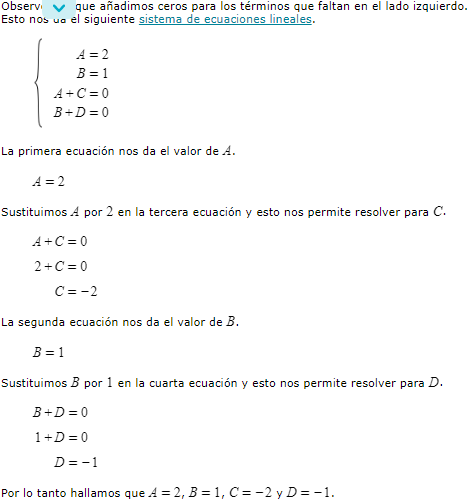 Observ que añadimos ceros para los términos que faltan en el lado izquierdo.
Esto nos da el siguiente sistema de ecuaciones lineales.
A = 2
B = 1
A + C = 0
B + D = 0
La primera ecuación nos da el valor de A.
A = 2
Sustituimos A por 2 en la tercera ecuación y esto nos permite resolver para C.
A + C = 0
2 + C = 0
C = −2
La segunda ecuación nos da el valor de B.
B = 1
Sustituimos B por 1 en la cuarta ecuación y esto nos permite resolver para D.
B + D = 0
1 + D = 0
D = −1
Por lo tanto hallamos que A = 2, B = 1, C = −2 y D = −1.